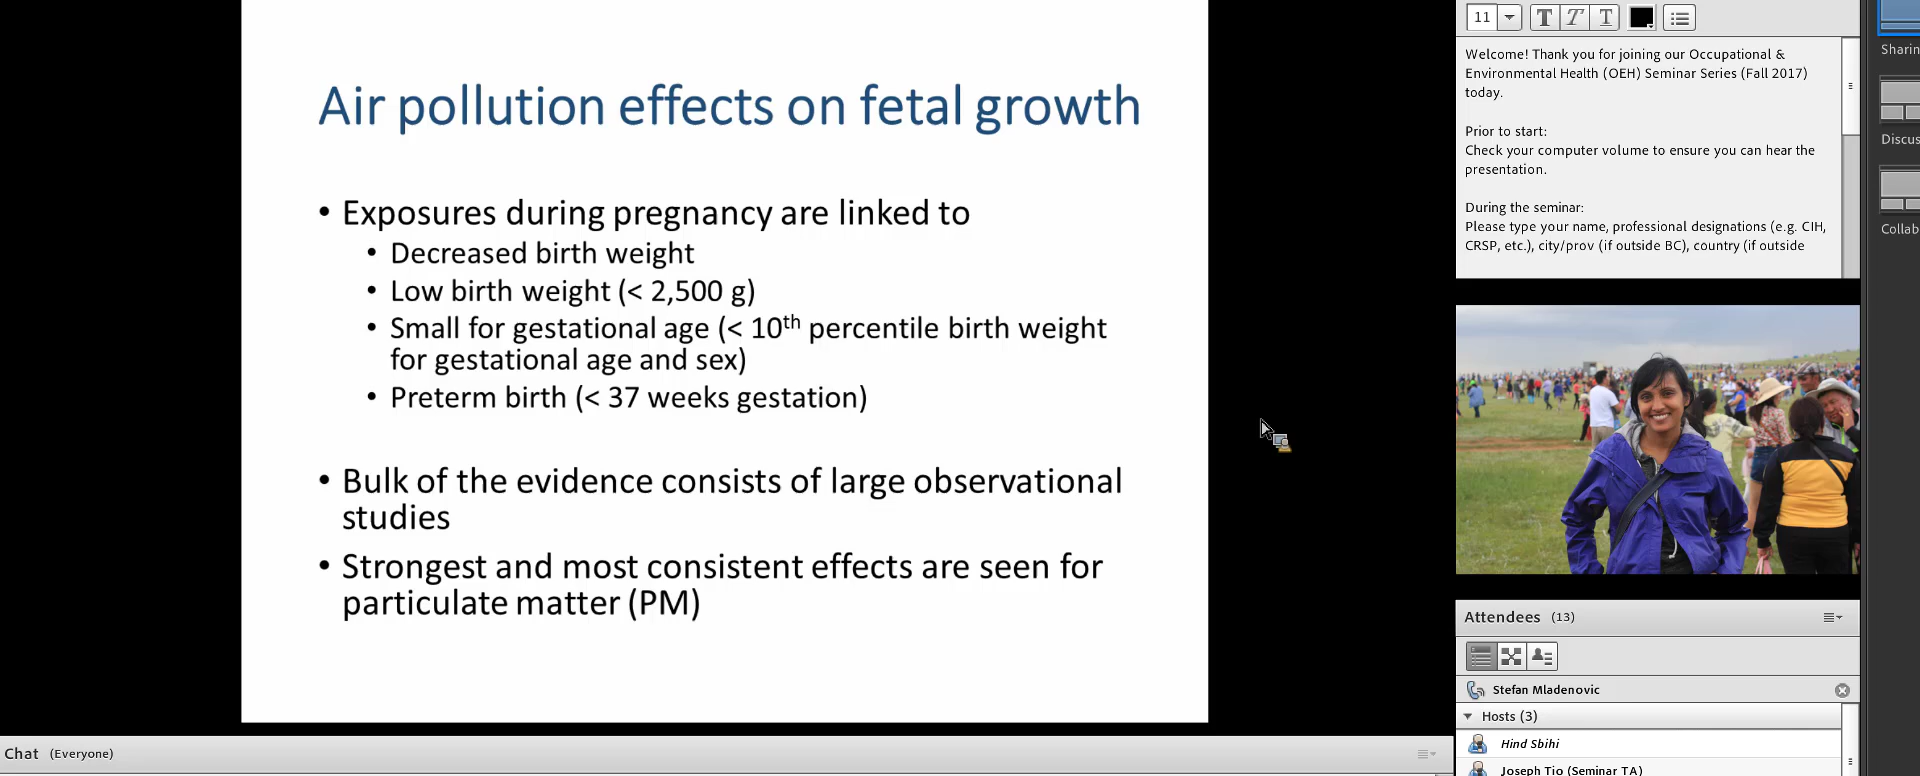 Air pollution effects on fetal growth
• Exposures during pregnancy are linked to
• Decreased birth weight
• Low birth weight (< 2,500 g)
• Small for gestational age (< 10th percentile birth weight
for gestational age and sex)
• Preterm birth (< 37 weeks gestation)
• Bulk of the evidence consists of large observational
studies
• Strongest and most consistent effects are seen for
particulate matter (PM)
Chat (Everyone)
11
T T T
Welcome! Thank you for joining our Occupational &
Environmental Health (OEH) Seminar Series (Fall 2017)
today.
Prior to start:
Check your computer volume to ensure you can hear the
presentation.
During the seminar:
Please type your name, professional designations (e.g. CIH,
CRSP, etc.), city/prov (if outside BC), country (if outside
Attendees (13)
Stefan Mladenovic
Hosts (3)
Hind Sbihi
Joseph Tio (Seminar TA)
Sharin
Discus
Collab